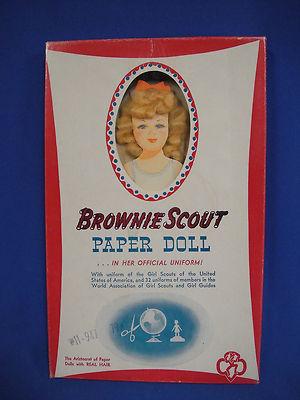 BROWNIE SCOUT
PAPER DOLL
...IN HER OFFICIAL UNIFORM!
With uniform of the Girl Scouts of the United
States of America, and 32 uniforms of members in the
World Association of Girl Scouts and Girl Guides
#11-947
The Aristocrat of Paper
Dolls with REAL HAIR